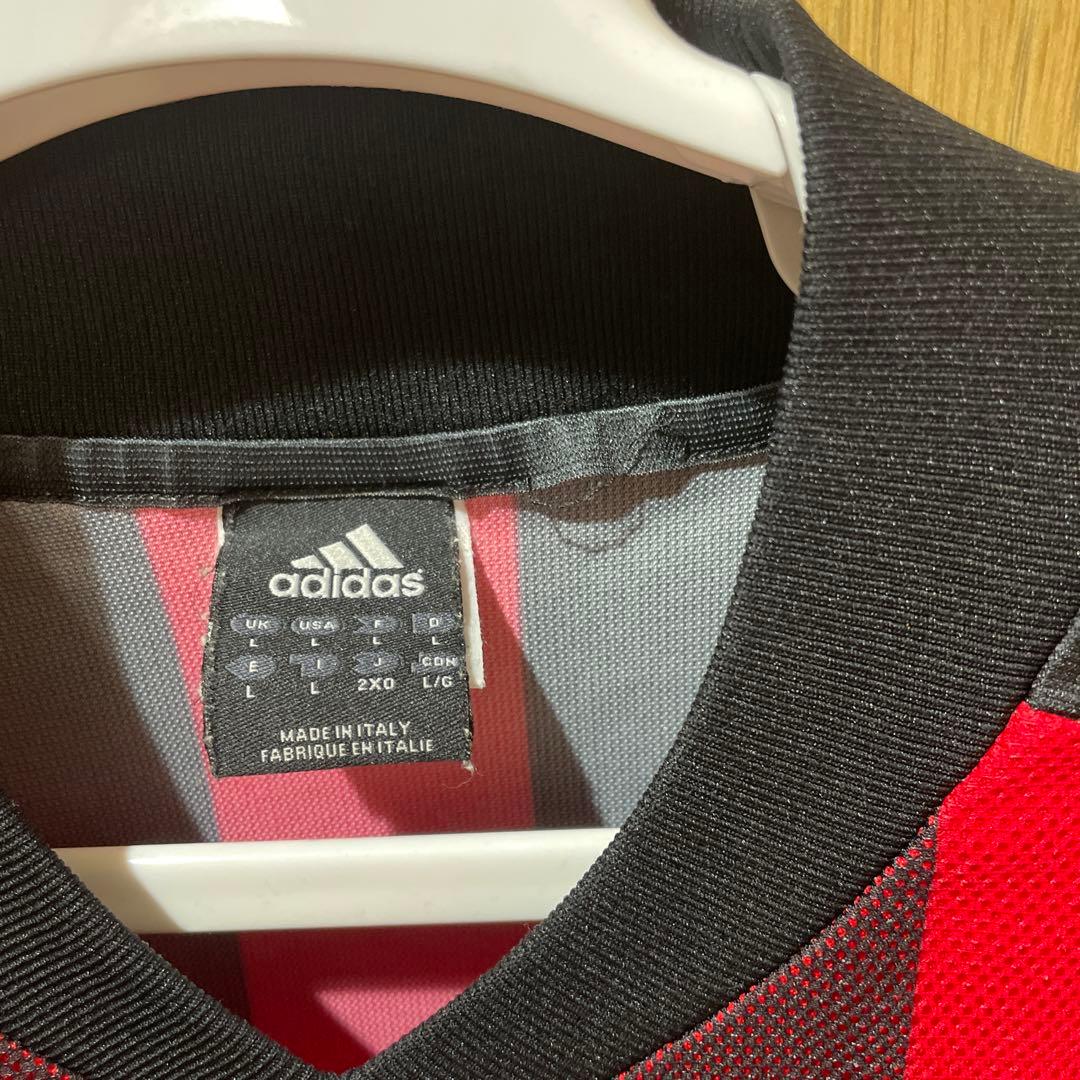 adidas
UK USA F D
L L L L
E I J CDN
L L 2XO L/G
MADE IN ITALY
FABRIQUE EN ITALIE